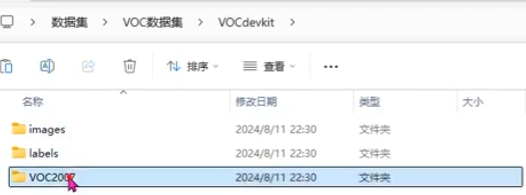 数据集 > VOC数据集 > VOCdevkit
排序 查看 ...
名称 修改日期 类型 大小
images 2024/8/11 22:30 文件夹
labels 2024/8/11 22:30 文件夹
VOC2007 2024/8/11 22:30 文件夹